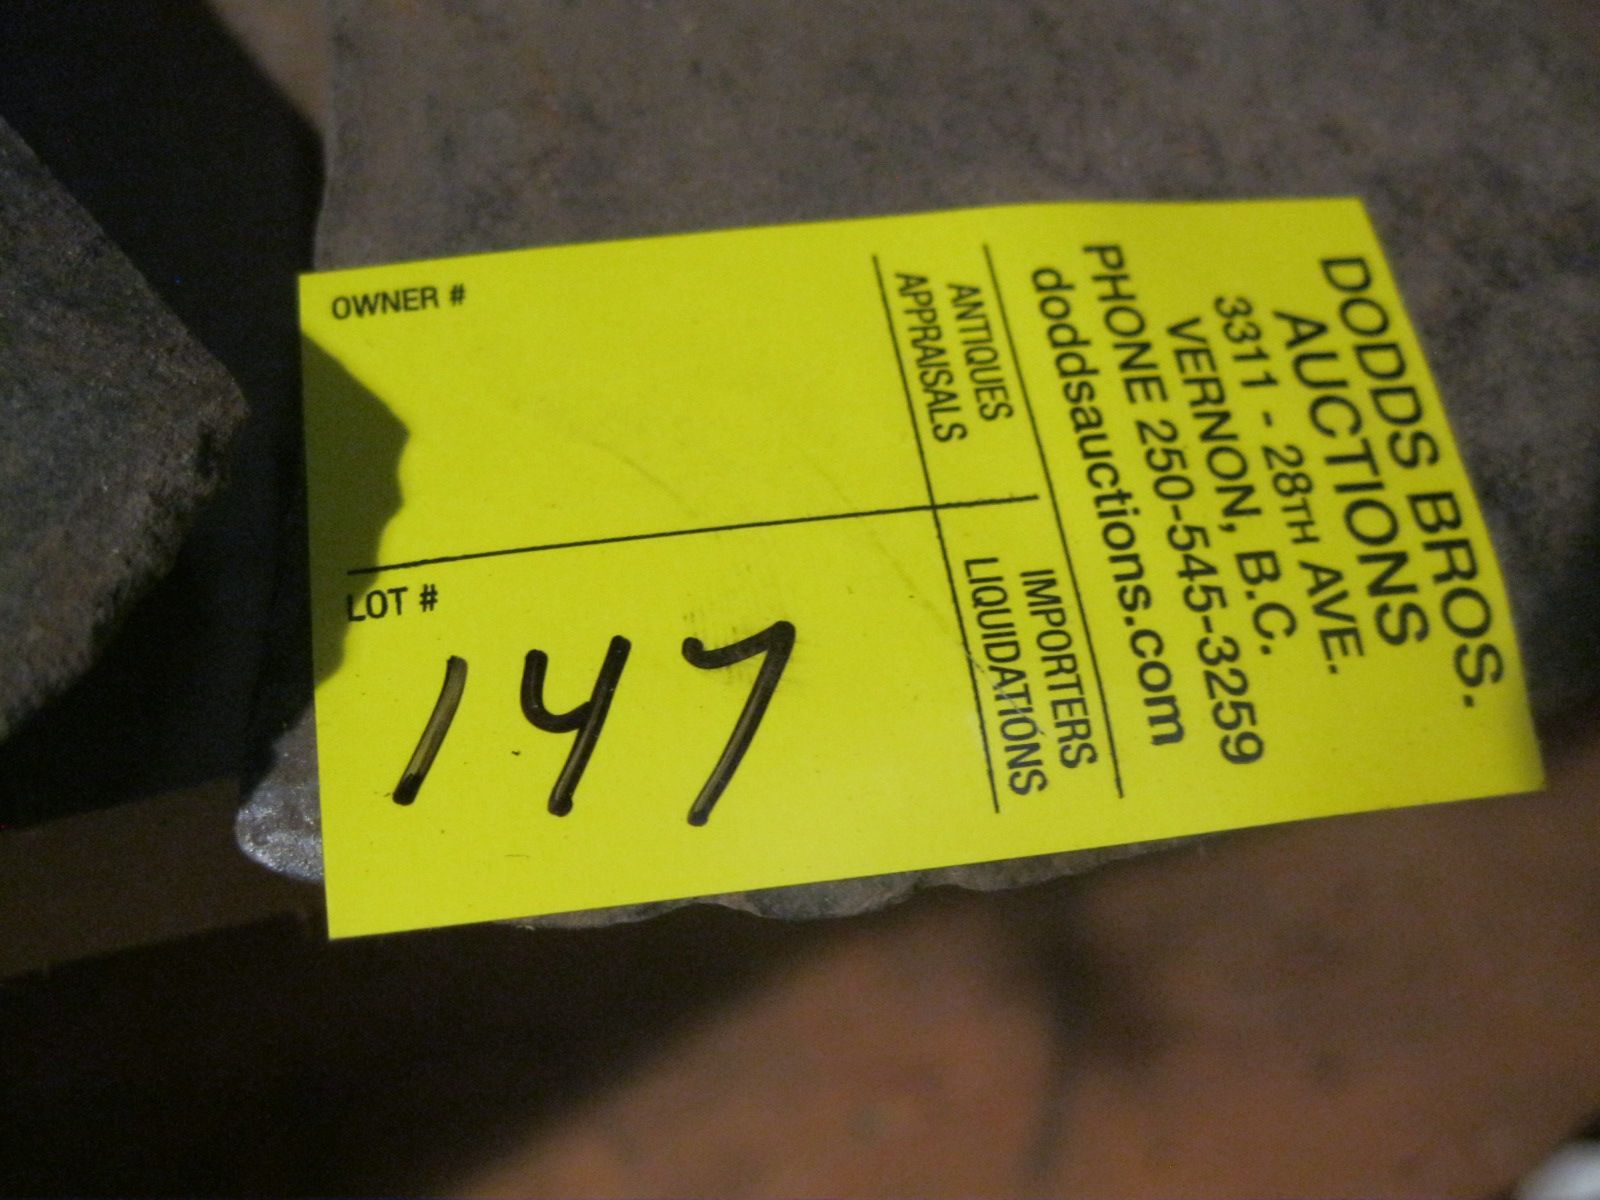 DODDS BROS.
AUCTIONS
3311 - 28TH AVE.
VERNON, B.C.
PHONE 250-545-3259
doddsauctions.com
ANTIQUES
APPRAISALS
IMPORTERS
LIQUIDATIONS
OWNER #
LOT #
147